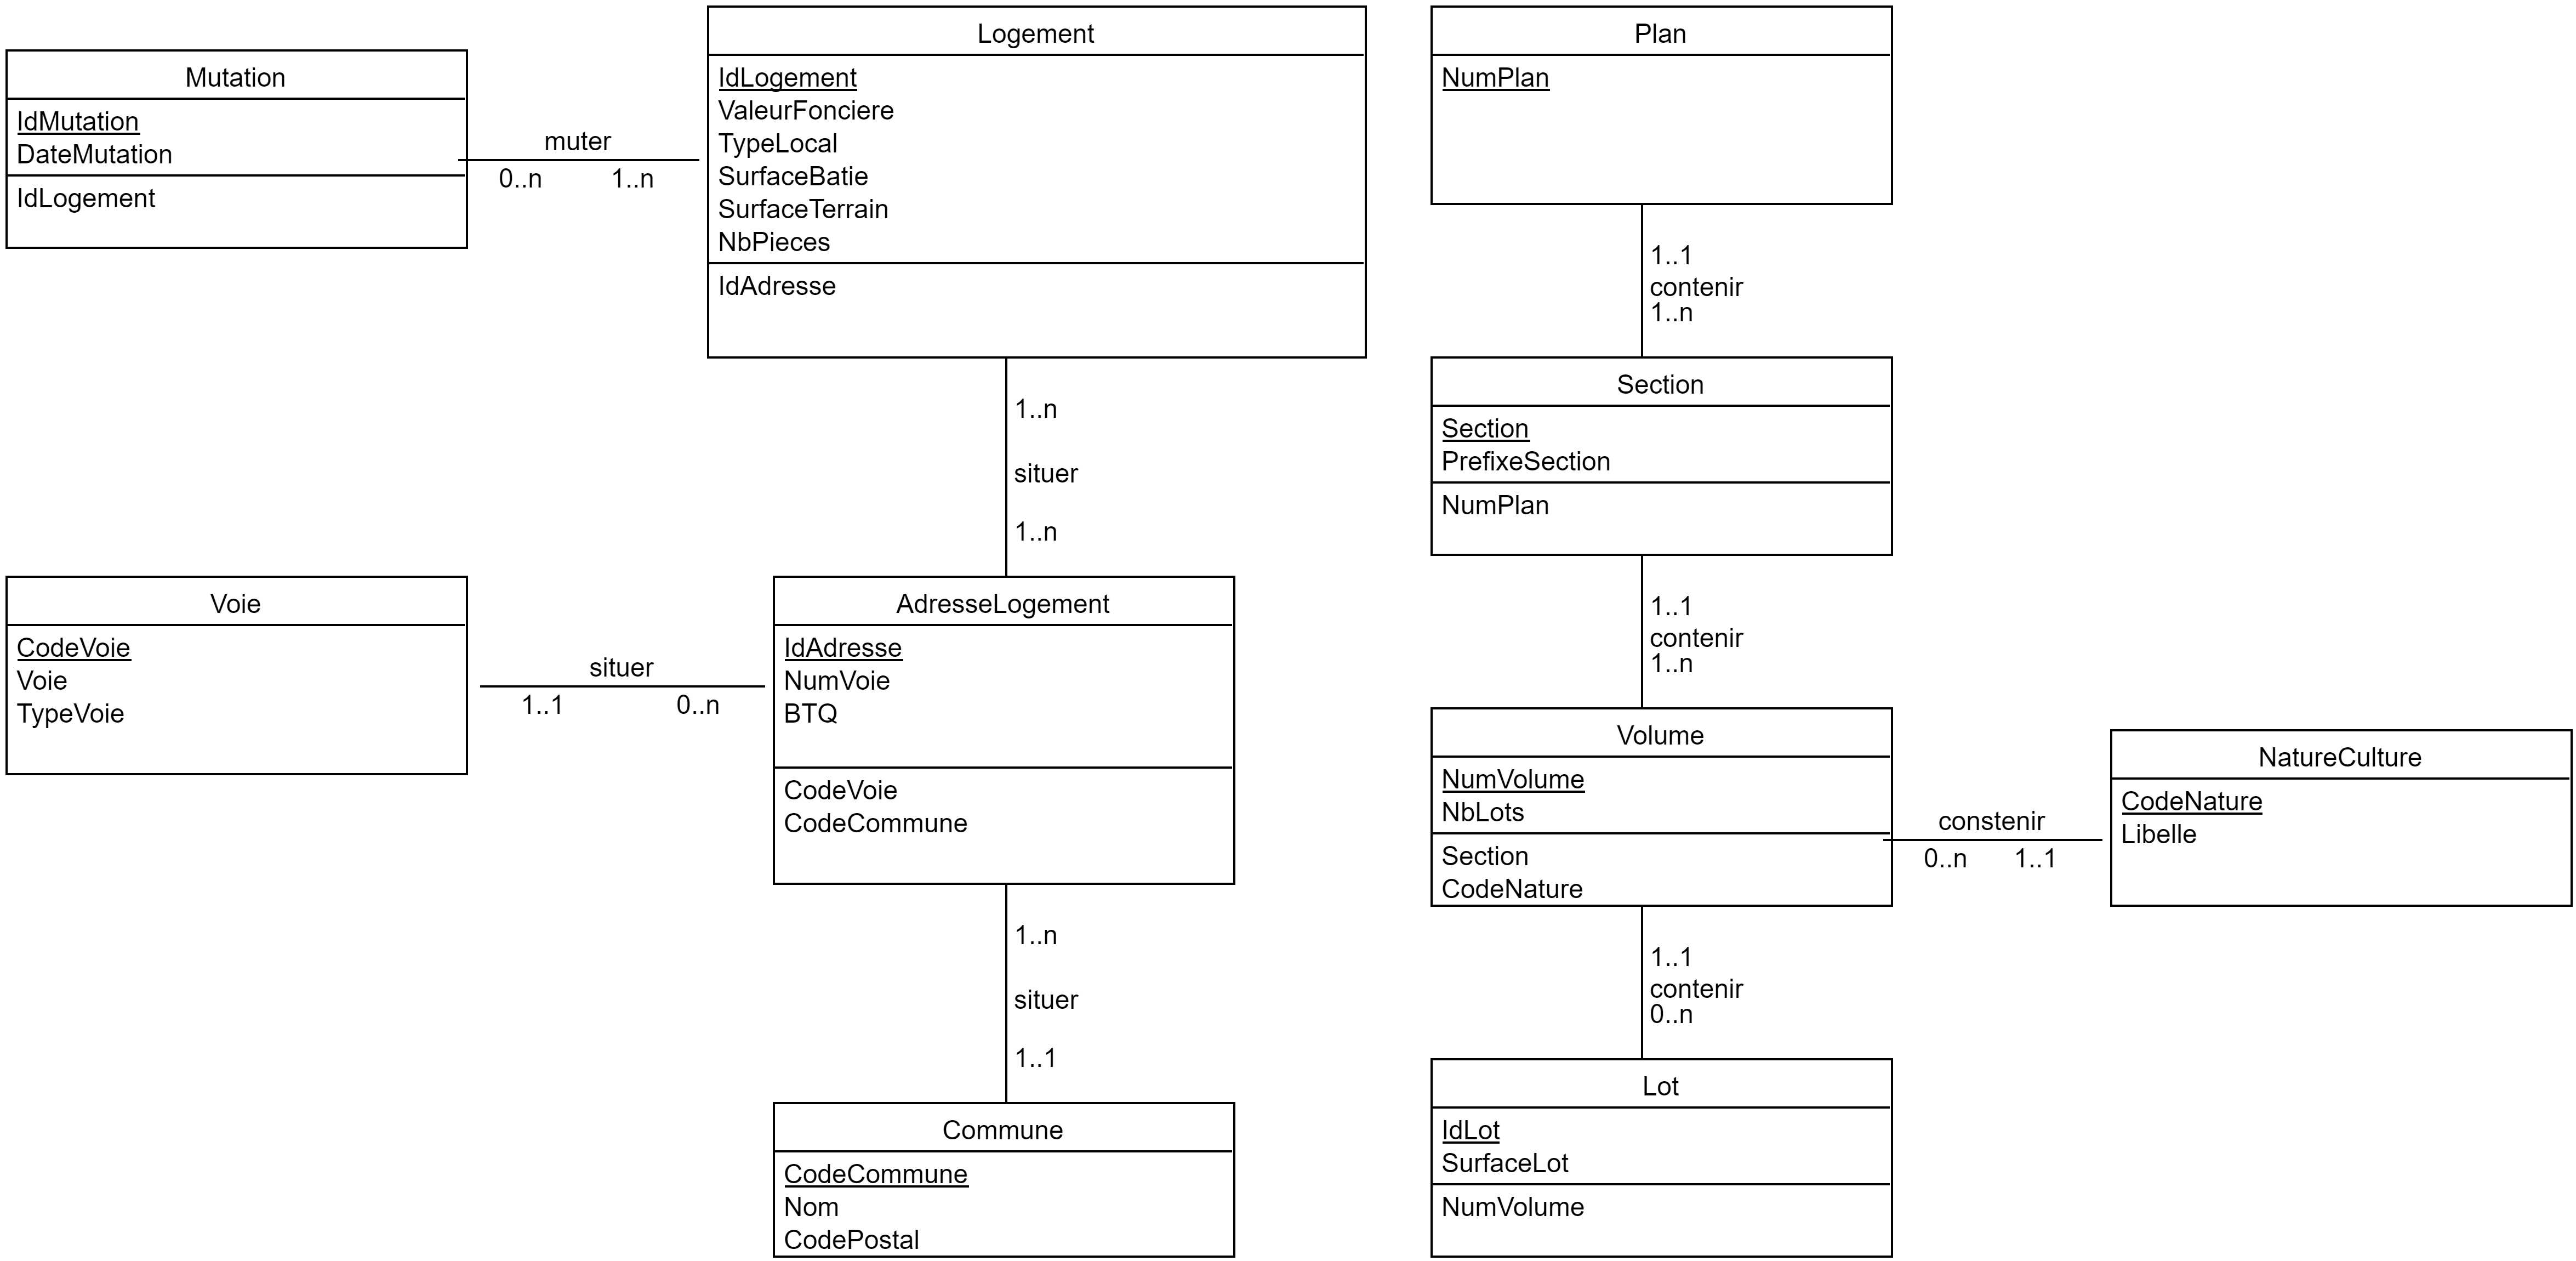 Mutation
IdMutation
DateMutation
IdLogement
muter
0..n 1..n
Logement
IdLogement
ValeurFonciere
TypeLocal
SurfaceBatie
SurfaceTerrain
NbPieces
IdAdresse
1..n
situer
1..n
Voie
CodeVoie
Voie
TypeVoie
situer
1..1 0..n
AdresseLogement
IdAdresse
NumVoie
BTQ
CodeVoie
CodeCommune
1..n
situer
1..1
Commune
CodeCommune
Nom
CodePostal
Plan
NumPlan
1..1
contenir
1..n
Section
Section
PrefixeSection
NumPlan
1..1
contenir
1..n
Volume
NumVolume
NbLots
Section
CodeNature
constenir
0..n 1..1
NatureCulture
CodeNature
Libelle
1..1
contenir
0..n
Lot
IdLot
SurfaceLot
NumVolume